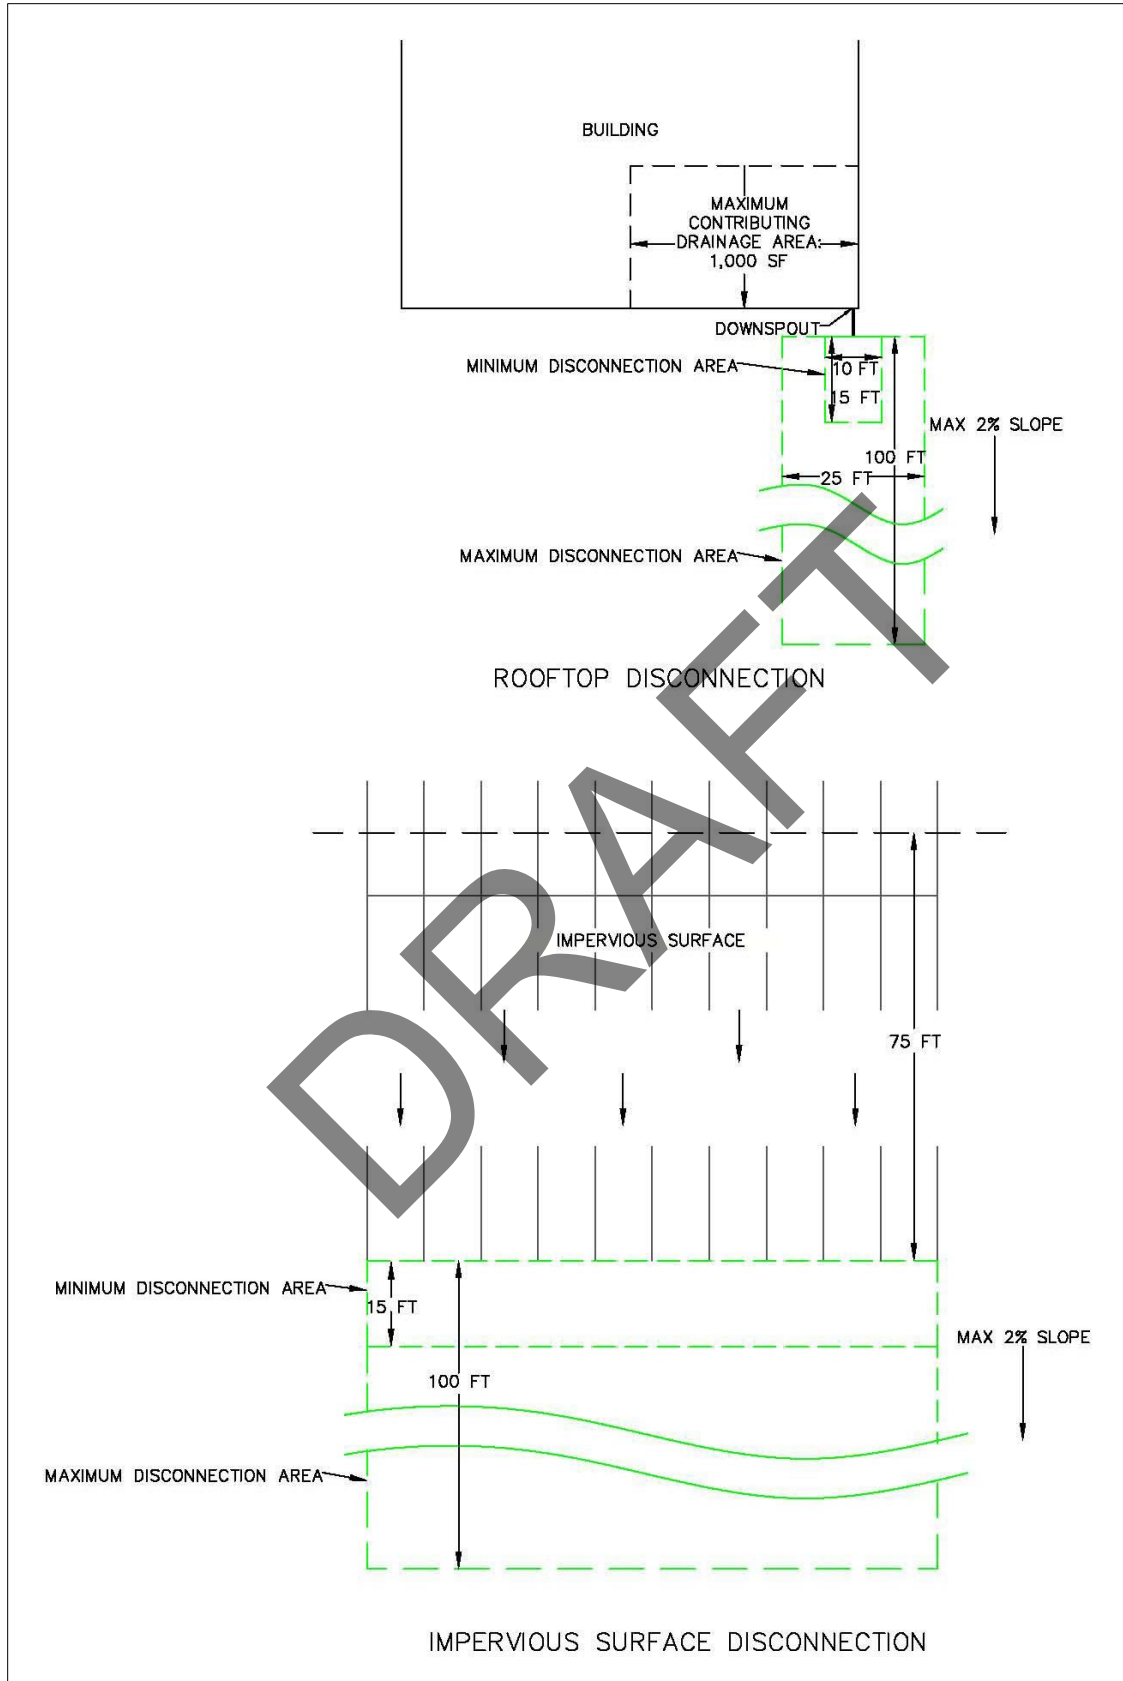 BUILDING
MAXIMUM
CONTRIBUTING
DRAINAGE AREA:
1,000 SF
DOWNSPOUT
MINIMUM DISCONNECTION AREA
10 FT
15 FT
MAX 2% SLOPE
100 FT
25 FT
MAXIMUM DISCONNECTION AREA
ROOFTOP DISCONNECTION
IMPERVIOUS SURFACE
75 FT
DRAFT
MINIMUM DISCONNECTION AREA
15 FT
MAX 2% SLOPE
100 FT
MAXIMUM DISCONNECTION AREA
IMPERVIOUS SURFACE DISCONNECTION